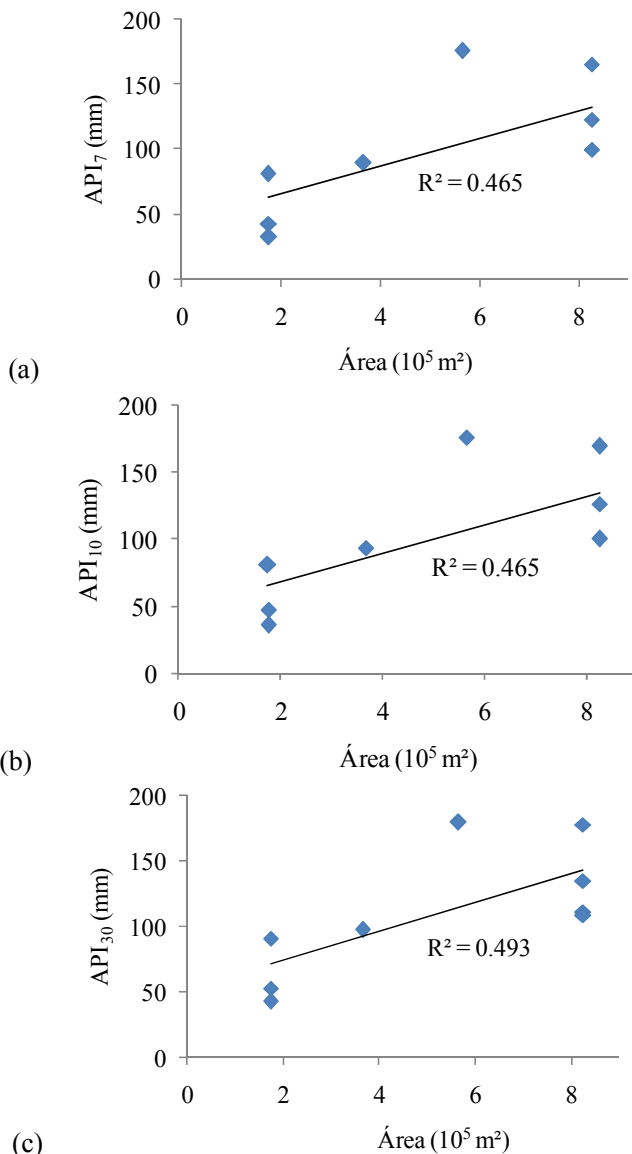 200
150
100
50
0
API₇ (mm)
R² = 0.465
0 2 4 6 8
Área (10⁵ m²)
(a)
200
150
100
50
0
API₁₀ (mm)
R² = 0.465
0 2 4 6 8
Área (10⁵ m²)
(b)
200
150
100
50
0
API₃₀ (mm)
R² = 0.493
0 2 4 6 8
Área (10⁵ m²)
(c)